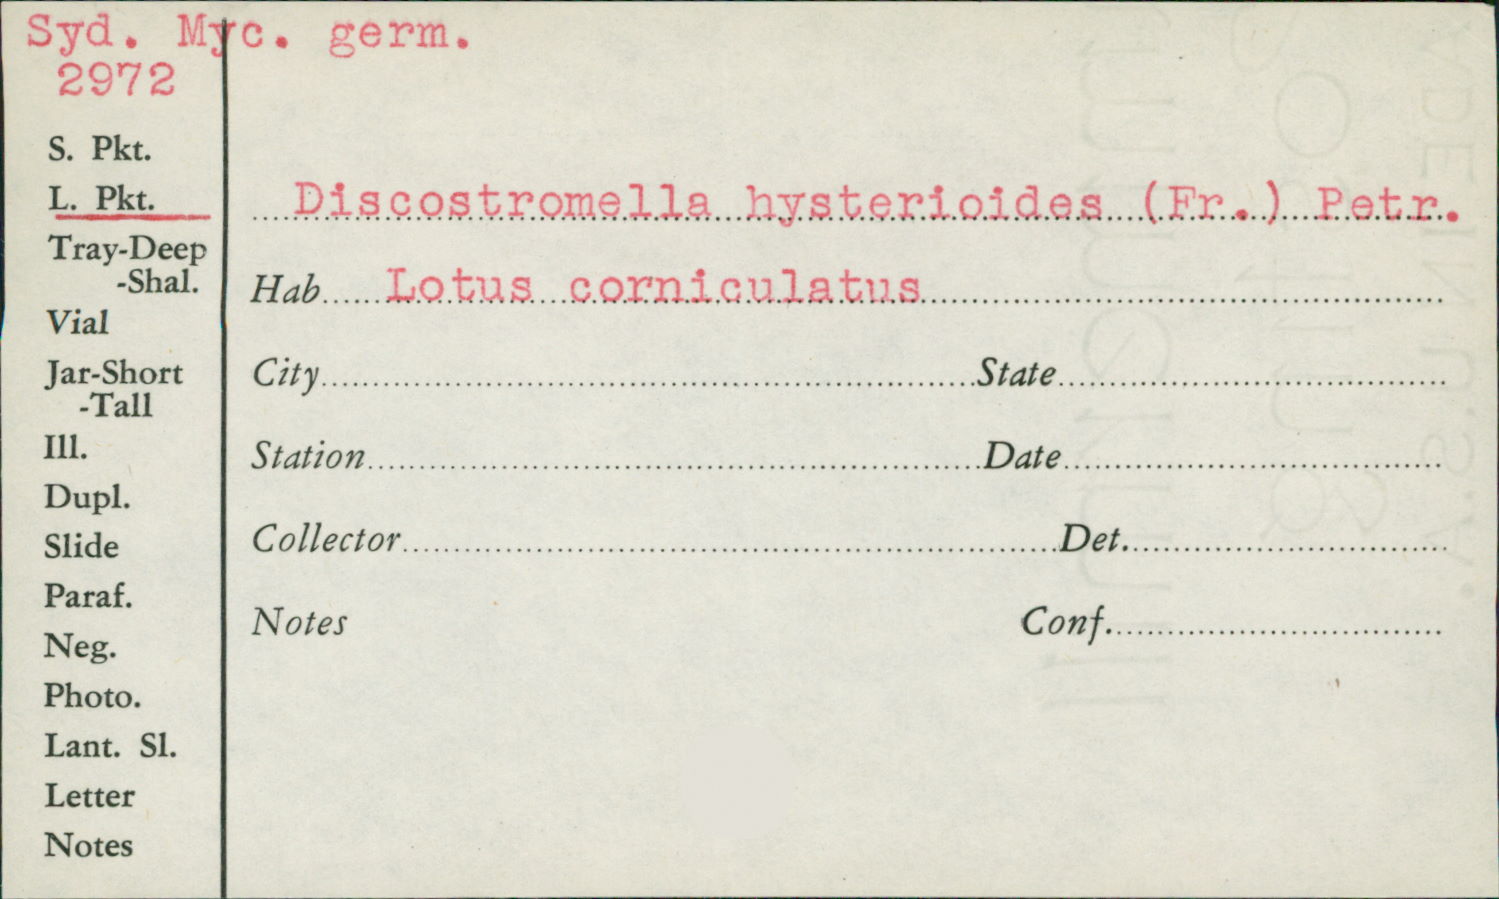 Syd. Myc. germ.
2972
S. Pkt.
L. Pkt.
Tray-Deep
-Shal.
Vial
Jar-Short
-Tall
Ill.
Dupl.
Slide
Paraf.
Neg.
Photo.
Lant. Sl.
Letter
Notes
Discostromella hysterioides (Fr.) Petr.
Hab. Lotus corniculatus
City State
Station Date
Collector Det.
Notes Conf.